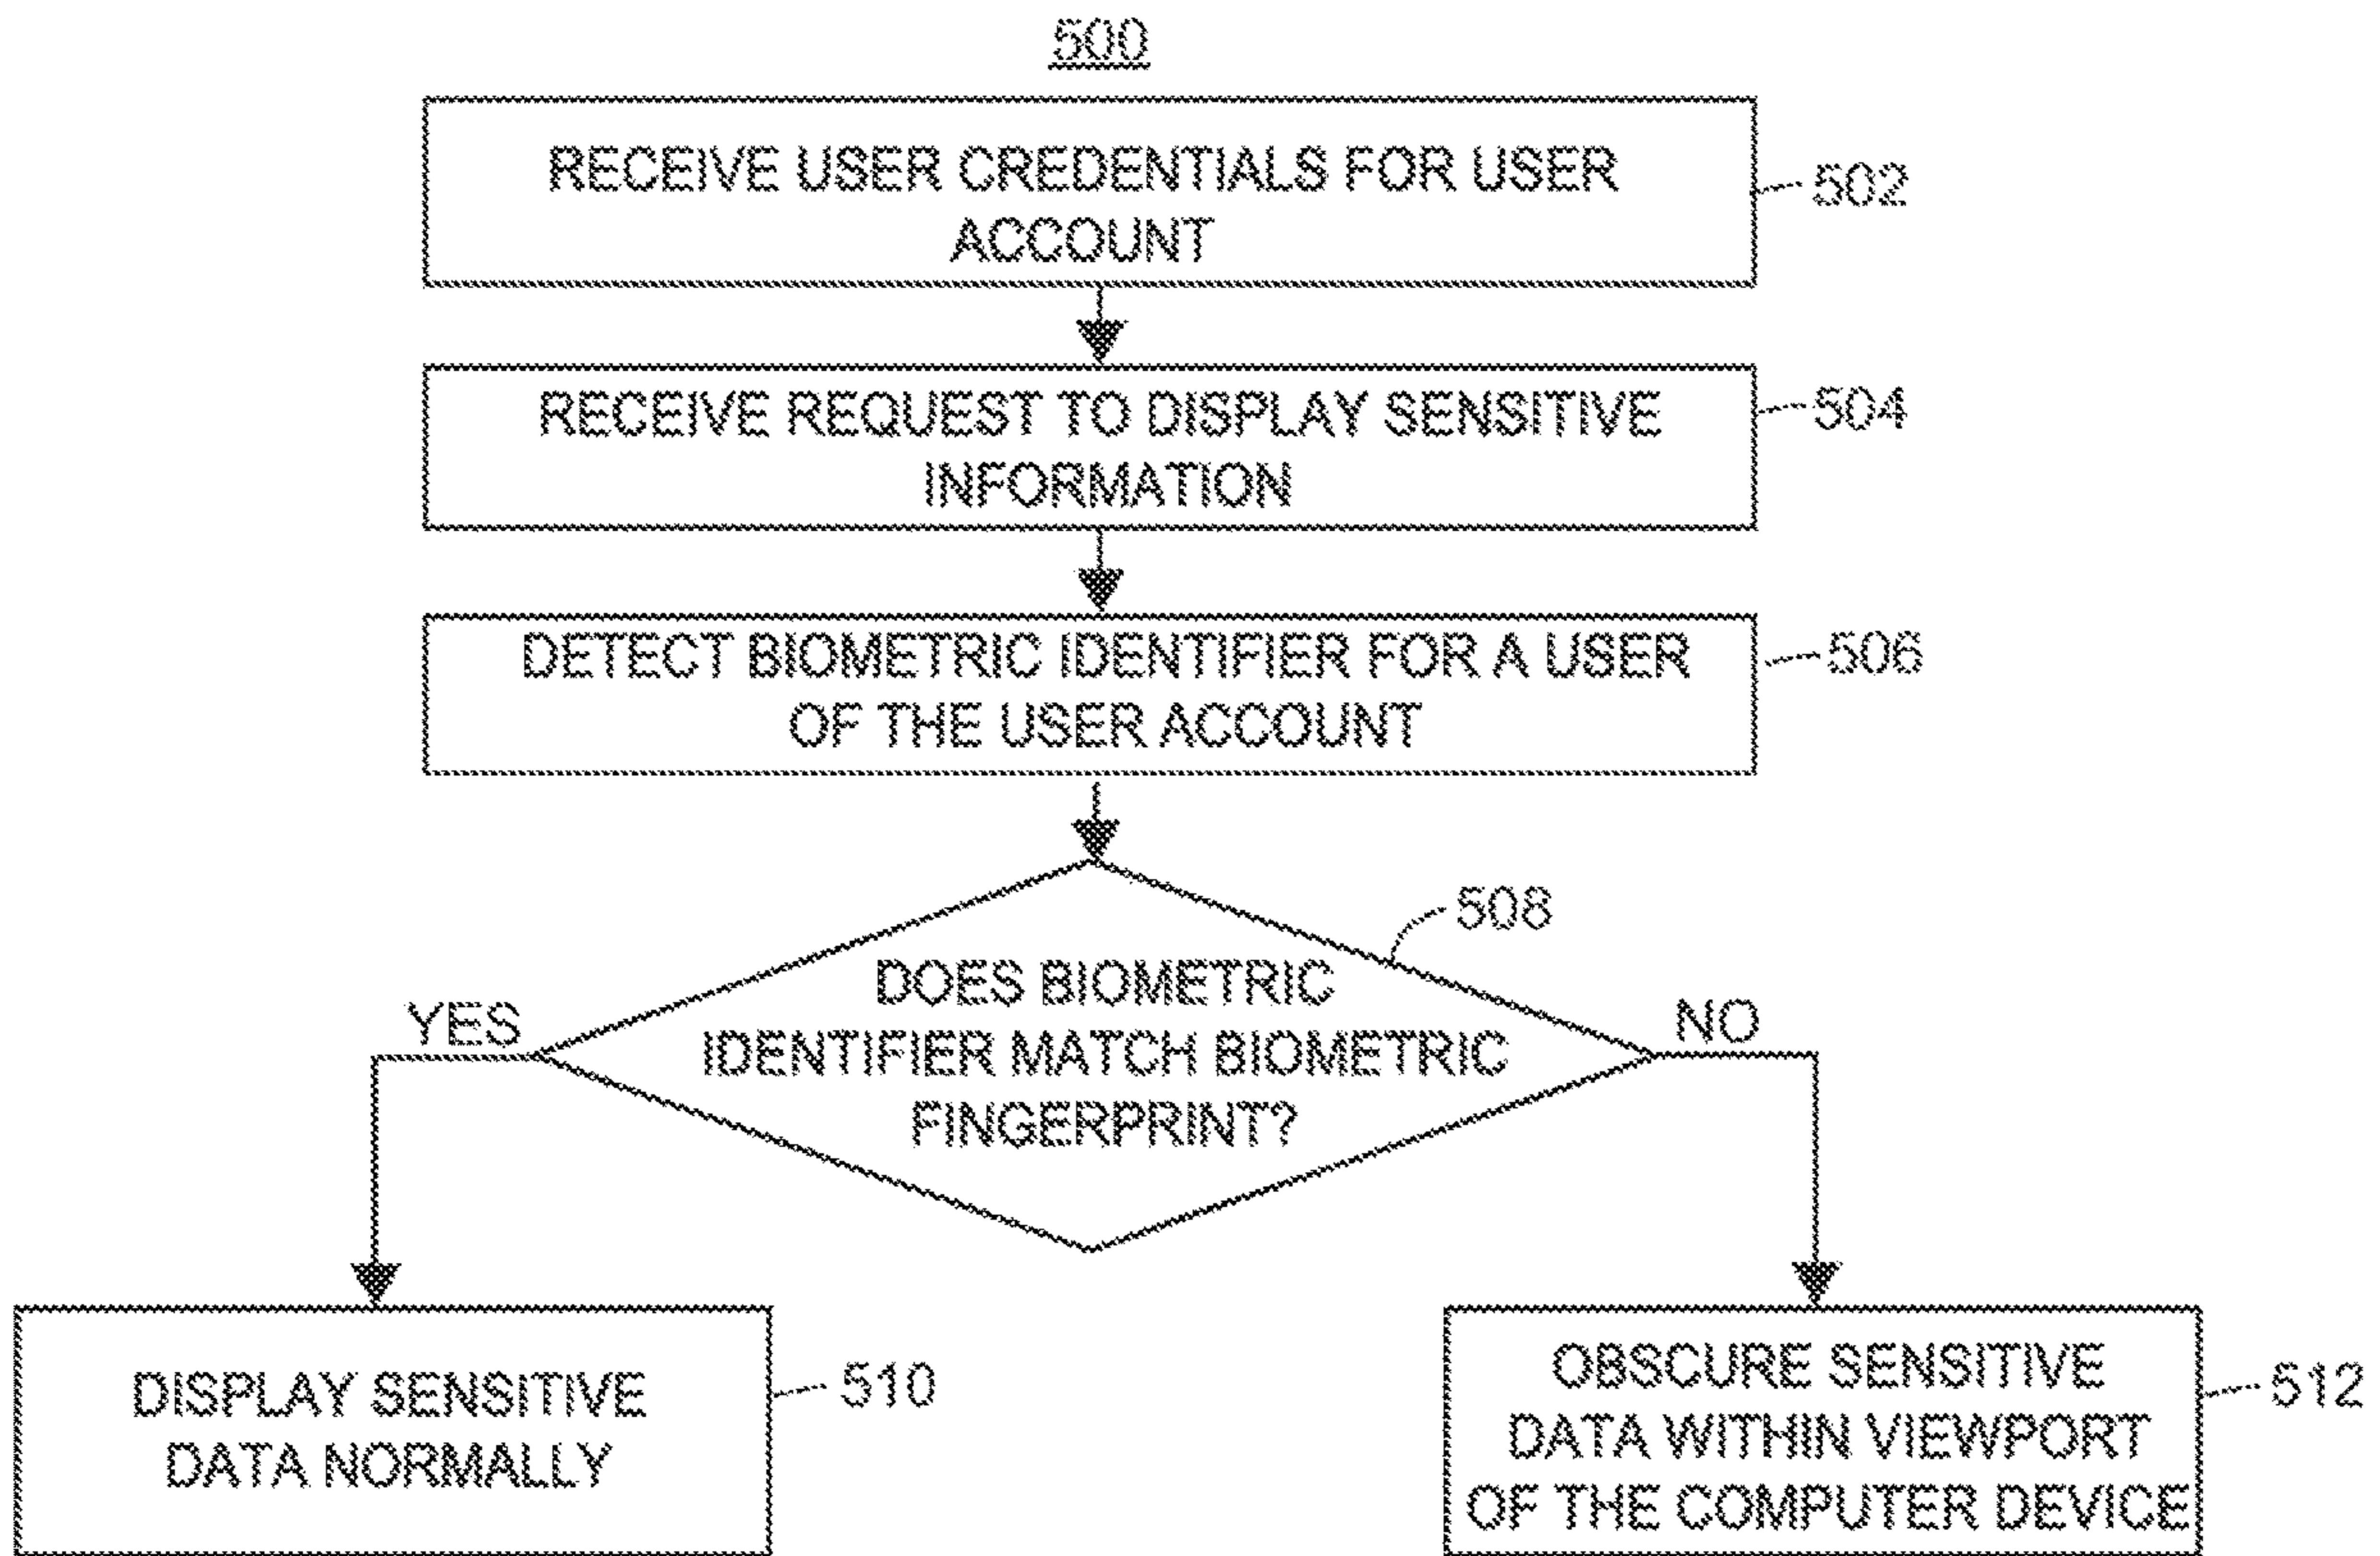 500
RECEIVE USER CREDENTIALS FOR USER
ACCOUNT
502
RECEIVE REQUEST TO DISPLAY SENSITIVE
INFORMATION
504
DETECT BIOMETRIC IDENTIFIER FOR A USER
OF THE USER ACCOUNT
506
508
DOES BIOMETRIC
IDENTIFIER MATCH BIOMETRIC
FINGERPRINT?
YES
NO
DISPLAY SENSITIVE
DATA NORMALLY
510
OBSCURE SENSITIVE
DATA WITHIN VIEWPORT
OF THE COMPUTER DEVICE
512